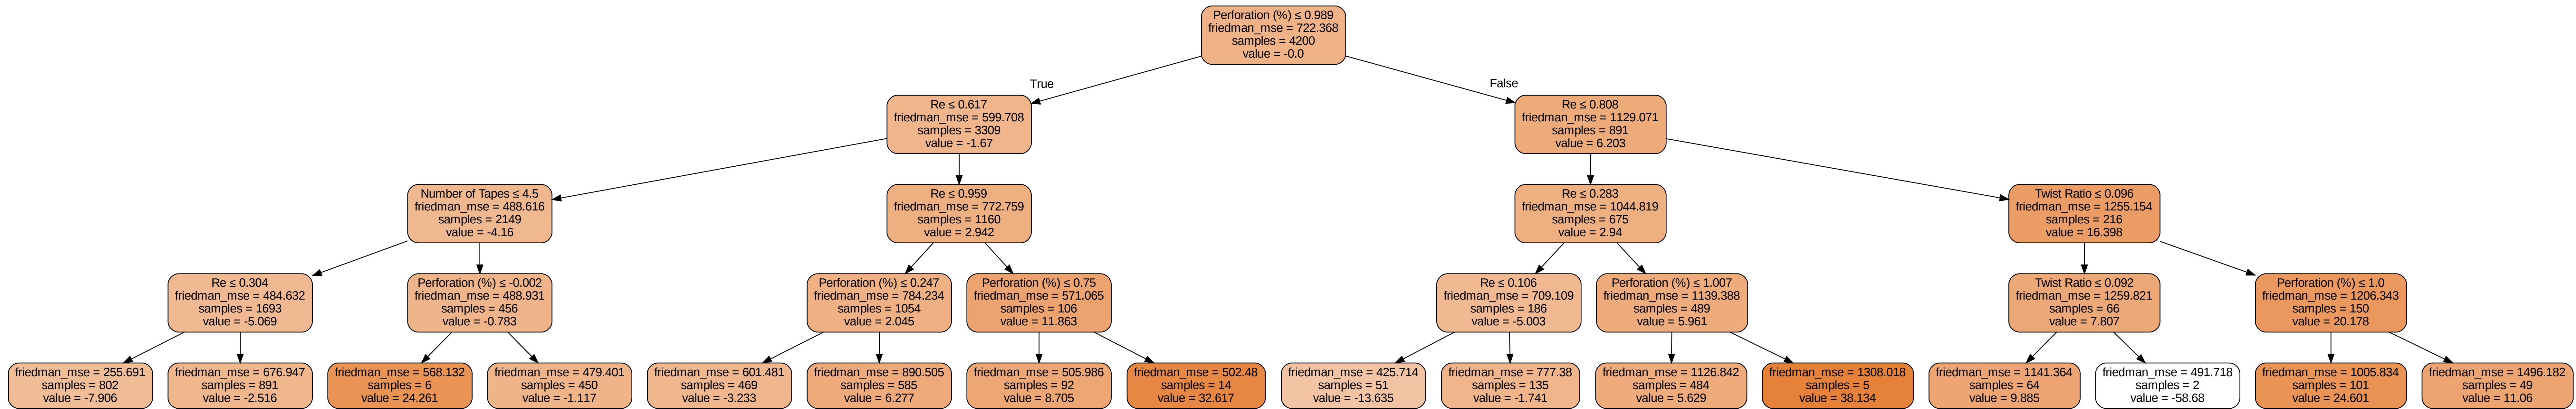 Perforation (%) ≤ 0.989
friedman_mse = 722.368
samples = 4200
value = -0.0
True
False
Re ≤ 0.617
friedman_mse = 599.708
samples = 3309
value = -1.67
Re ≤ 0.808
friedman_mse = 1129.071
samples = 891
value = 6.203
Number of Tapes ≤ 4.5
friedman_mse = 488.616
samples = 2149
value = -4.16
Re ≤ 0.959
friedman_mse = 772.759
samples = 1160
value = 2.942
Re ≤ 0.283
friedman_mse = 1044.819
samples = 675
value = 2.94
Twist Ratio ≤ 0.096
friedman_mse = 1255.154
samples = 216
value = 16.398
Re ≤ 0.304
friedman_mse = 484.632
samples = 1693
value = -5.069
Perforation (%) ≤ -0.002
friedman_mse = 488.931
samples = 456
value = -0.783
Perforation (%) ≤ 0.247
friedman_mse = 784.234
samples = 1054
value = 2.045
Perforation (%) ≤ 0.75
friedman_mse = 571.065
samples = 106
value = 11.863
Re ≤ 0.106
friedman_mse = 709.109
samples = 186
value = -5.003
Perforation (%) ≤ 1.007
friedman_mse = 1139.388
samples = 489
value = 5.961
Twist Ratio ≤ 0.092
friedman_mse = 1259.821
samples = 66
value = 7.807
Perforation (%) ≤ 1.0
friedman_mse = 1206.343
samples = 150
value = 20.178
friedman_mse = 255.691
samples = 802
value = -7.906
friedman_mse = 676.947
samples = 891
value = -2.516
friedman_mse = 568.132
samples = 6
value = 24.261
friedman_mse = 479.401
samples = 450
value = -1.117
friedman_mse = 601.481
samples = 469
value = -3.233
friedman_mse = 890.505
samples = 585
value = 6.277
friedman_mse = 505.986
samples = 92
value = 8.705
friedman_mse = 502.48
samples = 14
value = 32.617
friedman_mse = 425.714
samples = 51
value = -13.635
friedman_mse = 777.38
samples = 135
value = -1.741
friedman_mse = 1126.842
samples = 484
value = 5.629
friedman_mse = 1308.018
samples = 5
value = 38.134
friedman_mse = 1141.364
samples = 64
value = 9.885
friedman_mse = 491.718
samples = 2
value = -58.68
friedman_mse = 1005.834
samples = 101
value = 24.601
friedman_mse = 1496.182
samples = 49
value = 11.06